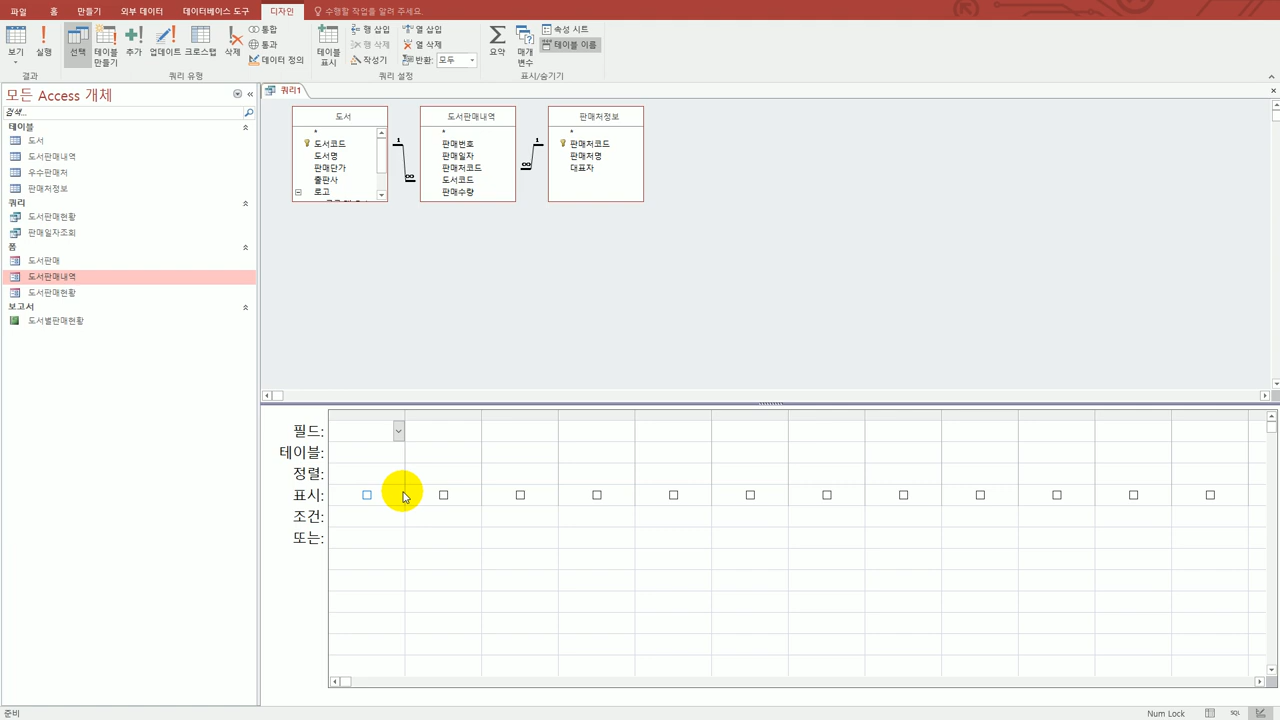 파일 홈 만들기 외부 데이터 데이터베이스 도구 디자인 수행할 작업을 알려 주세요.
보기 실행 선택 테이블 만들기 추가 업데이트 크로스탭 삭제 통합 통과 데이터 정의 테이블 표시 행 삽입 행 삭제 작성기 열 삽입 열 삭제 반환: 모두 요약 매개 변수 속성 시트 테이블 이름
결과 쿼리 유형 쿼리 설정 표시/숨기기
모든 Access 개체
검색...
테이블
도서
도서판매내역
우수판매처
판매처정보
쿼리
도서판매현황
판매일자조회
폼
도서판매
도서판매내역
도서판매현황
보고서
도서별판매현황
쿼리1
도서
*
도서코드
도서명
판매단가
출판사
로고
도서판매내역
*
판매번호
판매일자
판매처코드
도서코드
판매수량
판매처정보
*
판매처코드
판매처명
대표자
1 ∞ 1 ∞
필드:
테이블:
정렬:
표시:
조건:
또는:
준비 Num Lock SQL